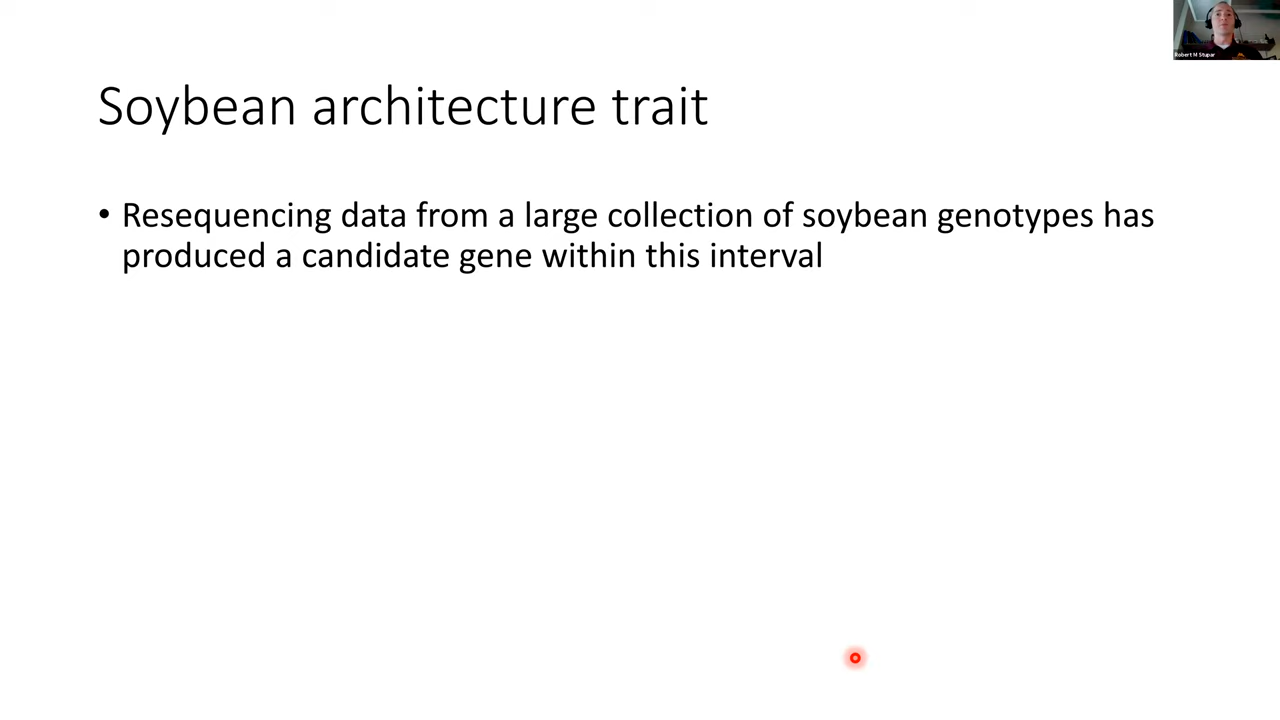 Robert M Stupar
Soybean architecture trait
• Resequencing data from a large collection of soybean genotypes has
produced a candidate gene within this interval